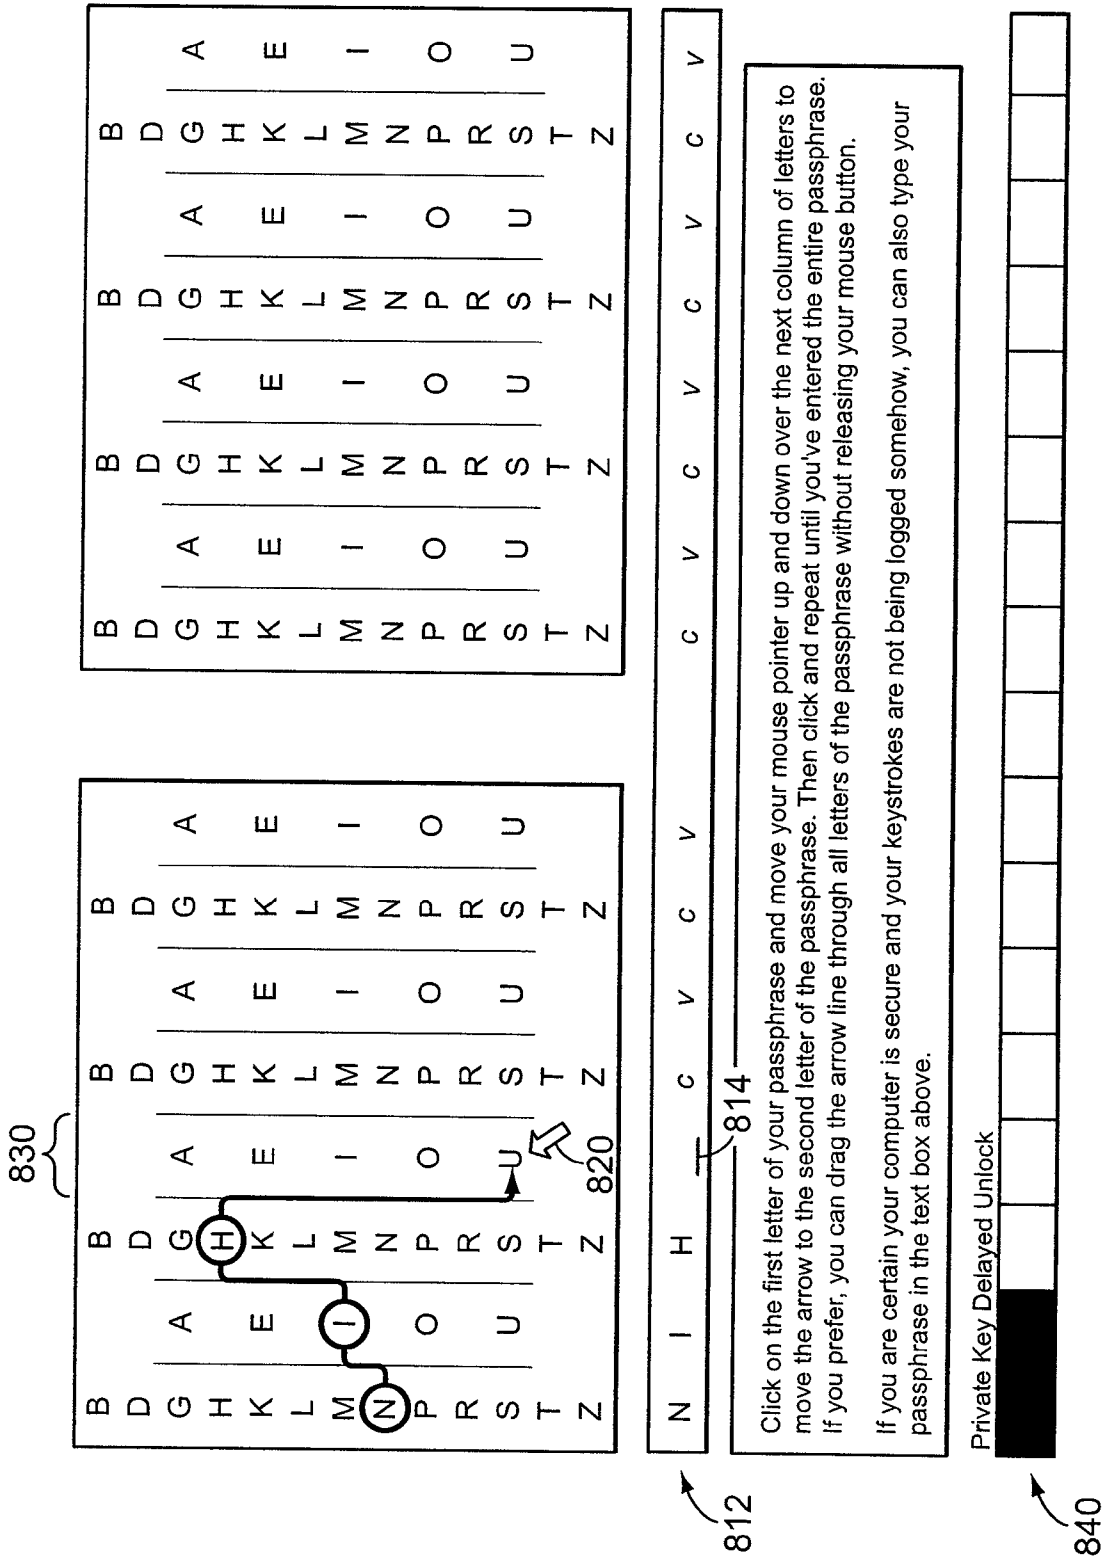 830
B B B B B B B B
D D D D D D D D
G A G A G A G A G A G A G A G A
H H H H H H H H
K E K E K E K E K E K E K E K E
L L L L L L L L
M I M I M I M I M I M I M I M I
N N N N N N N N
P O P O P O P O P O P O P O P O
R R R R R R R R
S U S U S U S U S U S U S U S U
T T T T T T T T
Z Z Z Z Z Z Z Z
820
812
N I H _ c v c v c v c v c v c v
814
Click on the first letter of your passphrase and move your mouse pointer up and down over the next column of letters to
move the arrow to the second letter of the passphrase. Then click and repeat until you've entered the entire passphrase.
If you prefer, you can drag the arrow line through all letters of the passphrase without releasing your mouse button.
If you are certain your computer is secure and your keystrokes are not being logged somehow, you can also type your
passphrase in the text box above.
Private Key Delayed Unlock
840